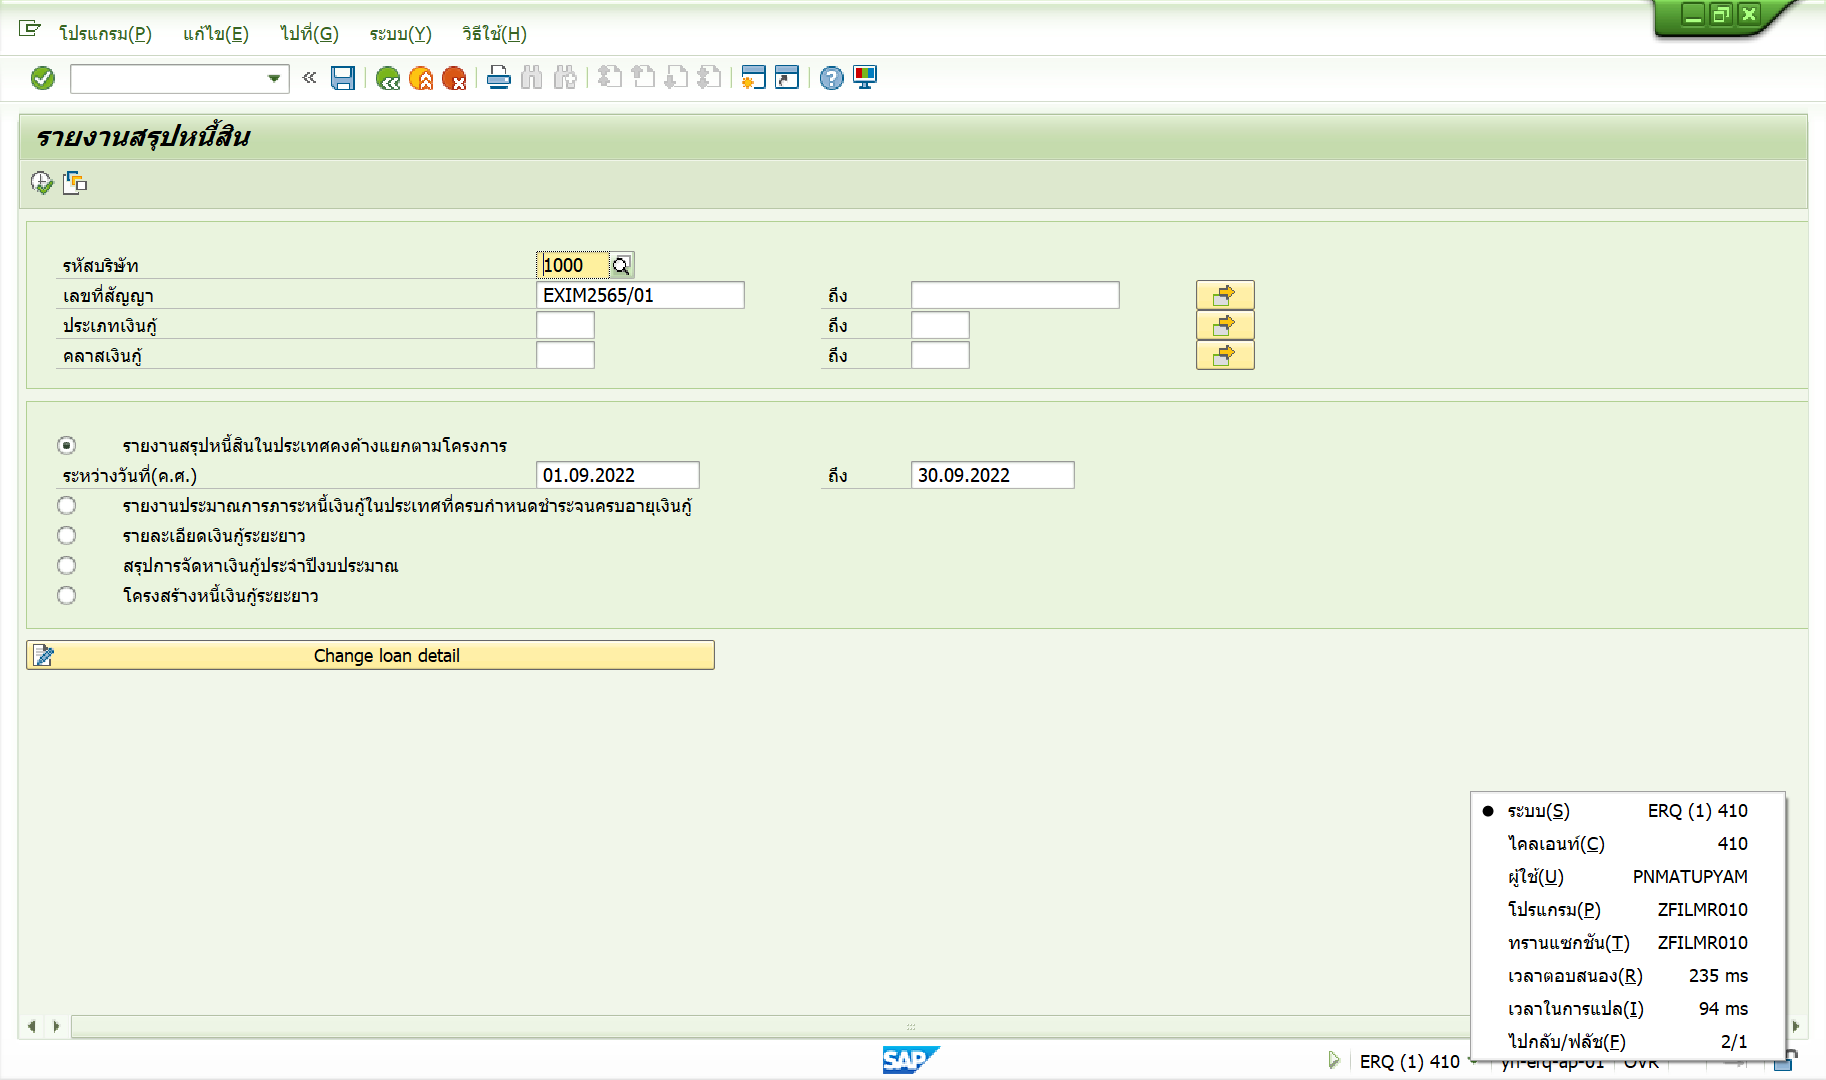 โปรแกรม(P) แก้ไข(E) ไปที่(G) ระบบ(Y) วิธีใช้(H)
รายงานสรุปหนี้สิน
รหัสบริษัท 1000
เลขที่สัญญา EXIM2565/01 ถึง
ประเภทเงินกู้ ถึง
คลาสเงินกู้ ถึง
รายงานสรุปหนี้สินในประเทศคงค้างแยกตามโครงการ
ระหว่างวันที่(ค.ศ.) 01.09.2022 ถึง 30.09.2022
รายงานประมาณการภาระหนี้เงินกู้ในประเทศที่ครบกำหนดชำระจนครบอายุเงินกู้
รายละเอียดเงินกู้ระยะยาว
สรุปการจัดหาเงินกู้ประจำปีงบประมาณ
โครงสร้างหนี้เงินกู้ระยะยาว
Change loan detail
ระบบ(S) ERQ (1) 410
ไคลเอนท์(C) 410
ผู้ใช้(U) PNMATUPYAM
โปรแกรม(P) ZFILMR010
ทรานแซกชัน(T) ZFILMR010
เวลาตอบสนอง(R) 235 ms
เวลาในการแปล(I) 94 ms
ไปกลับ/ฟลัช(F) 2/1
SAP ERQ (1) 410 OVR